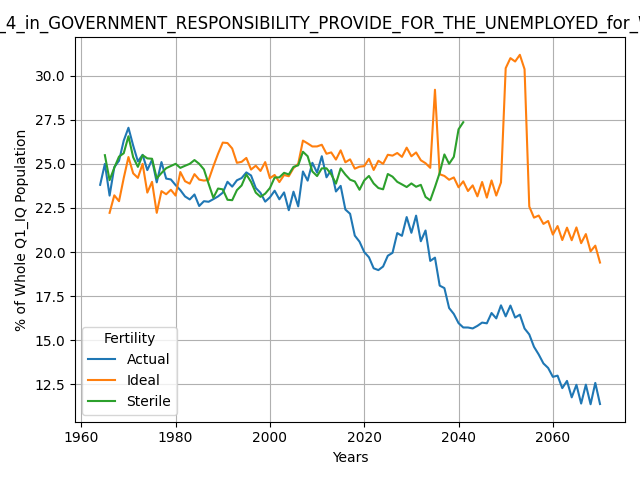 _4_in_GOVERNMENT_RESPONSIBILITY_PROVIDE_FOR_THE_UNEMPLOYED_for_
% of Whole Q1_IQ Population
30.0
27.5
25.0
22.5
20.0
17.5
15.0
12.5
Fertility
Actual
Ideal
Sterile
1960
1980
2000
2020
2040
2060
Years